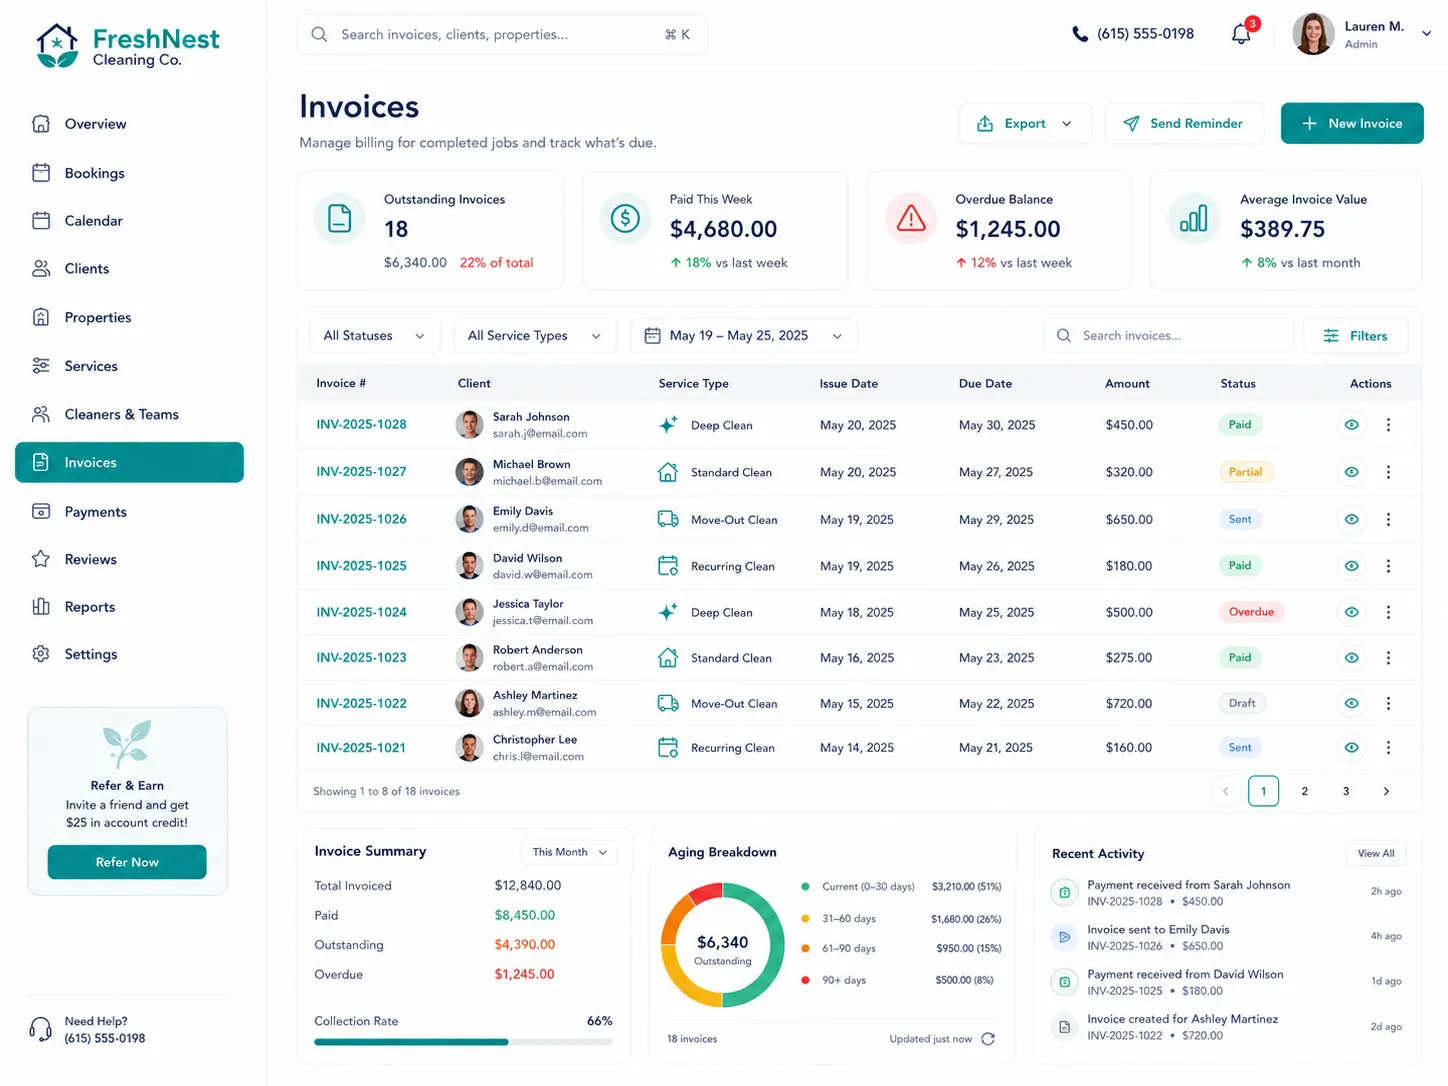 FreshNest
Cleaning Co.
Search invoices, clients, properties...
⌘ K
(615) 555-0198
3
Lauren M.
Admin
Overview
Bookings
Calendar
Clients
Properties
Services
Cleaners & Teams
Invoices
Payments
Reviews
Reports
Settings
Refer & Earn
Invite a friend and get
$25 in account credit!
Refer Now
Need Help?
(615) 555-0198
Invoices
Manage billing for completed jobs and track what's due.
Export
Send Reminder
+ New Invoice
Outstanding Invoices
18
$6,340.00 22% of total
Paid This Week
$4,680.00
↑ 18% vs last week
Overdue Balance
$1,245.00
↑ 12% vs last week
Average Invoice Value
$389.75
↑ 8% vs last month
All Statuses
All Service Types
May 19 – May 25, 2025
Search invoices...
Filters
Invoice # Client Service Type Issue Date Due Date Amount Status Actions
INV-2025-1028 Sarah Johnson sarah.j@email.com Deep Clean May 20, 2025 May 30, 2025 $450.00 Paid
INV-2025-1027 Michael Brown michael.b@email.com Standard Clean May 20, 2025 May 27, 2025 $320.00 Partial
INV-2025-1026 Emily Davis emily.d@email.com Move-Out Clean May 19, 2025 May 29, 2025 $650.00 Sent
INV-2025-1025 David Wilson david.w@email.com Recurring Clean May 19, 2025 May 26, 2025 $180.00 Paid
INV-2025-1024 Jessica Taylor jessica.t@email.com Deep Clean May 18, 2025 May 25, 2025 $500.00 Overdue
INV-2025-1023 Robert Anderson robert.a@email.com Standard Clean May 16, 2025 May 23, 2025 $275.00 Paid
INV-2025-1022 Ashley Martinez ashley.m@email.com Move-Out Clean May 15, 2025 May 22, 2025 $720.00 Draft
INV-2025-1021 Christopher Lee chris.l@email.com Recurring Clean May 14, 2025 May 21, 2025 $160.00 Sent
Showing 1 to 8 of 18 invoices
1 2 3
Invoice Summary
This Month
Total Invoiced $12,840.00
Paid $8,450.00
Outstanding $4,390.00
Overdue $1,245.00
Collection Rate 66%
Aging Breakdown
$6,340
Outstanding
Current (0–30 days) $3,210.00 (51%)
31–60 days $1,680.00 (26%)
61–90 days $950.00 (15%)
90+ days $500.00 (8%)
18 invoices
Updated just now
Recent Activity
View All
Payment received from Sarah Johnson
INV-2025-1028 • $450.00
2h ago
Invoice sent to Emily Davis
INV-2025-1026 • $650.00
4h ago
Payment received from David Wilson
INV-2025-1025 • $180.00
1d ago
Invoice created for Ashley Martinez
INV-2025-1022 • $720.00
2d ago